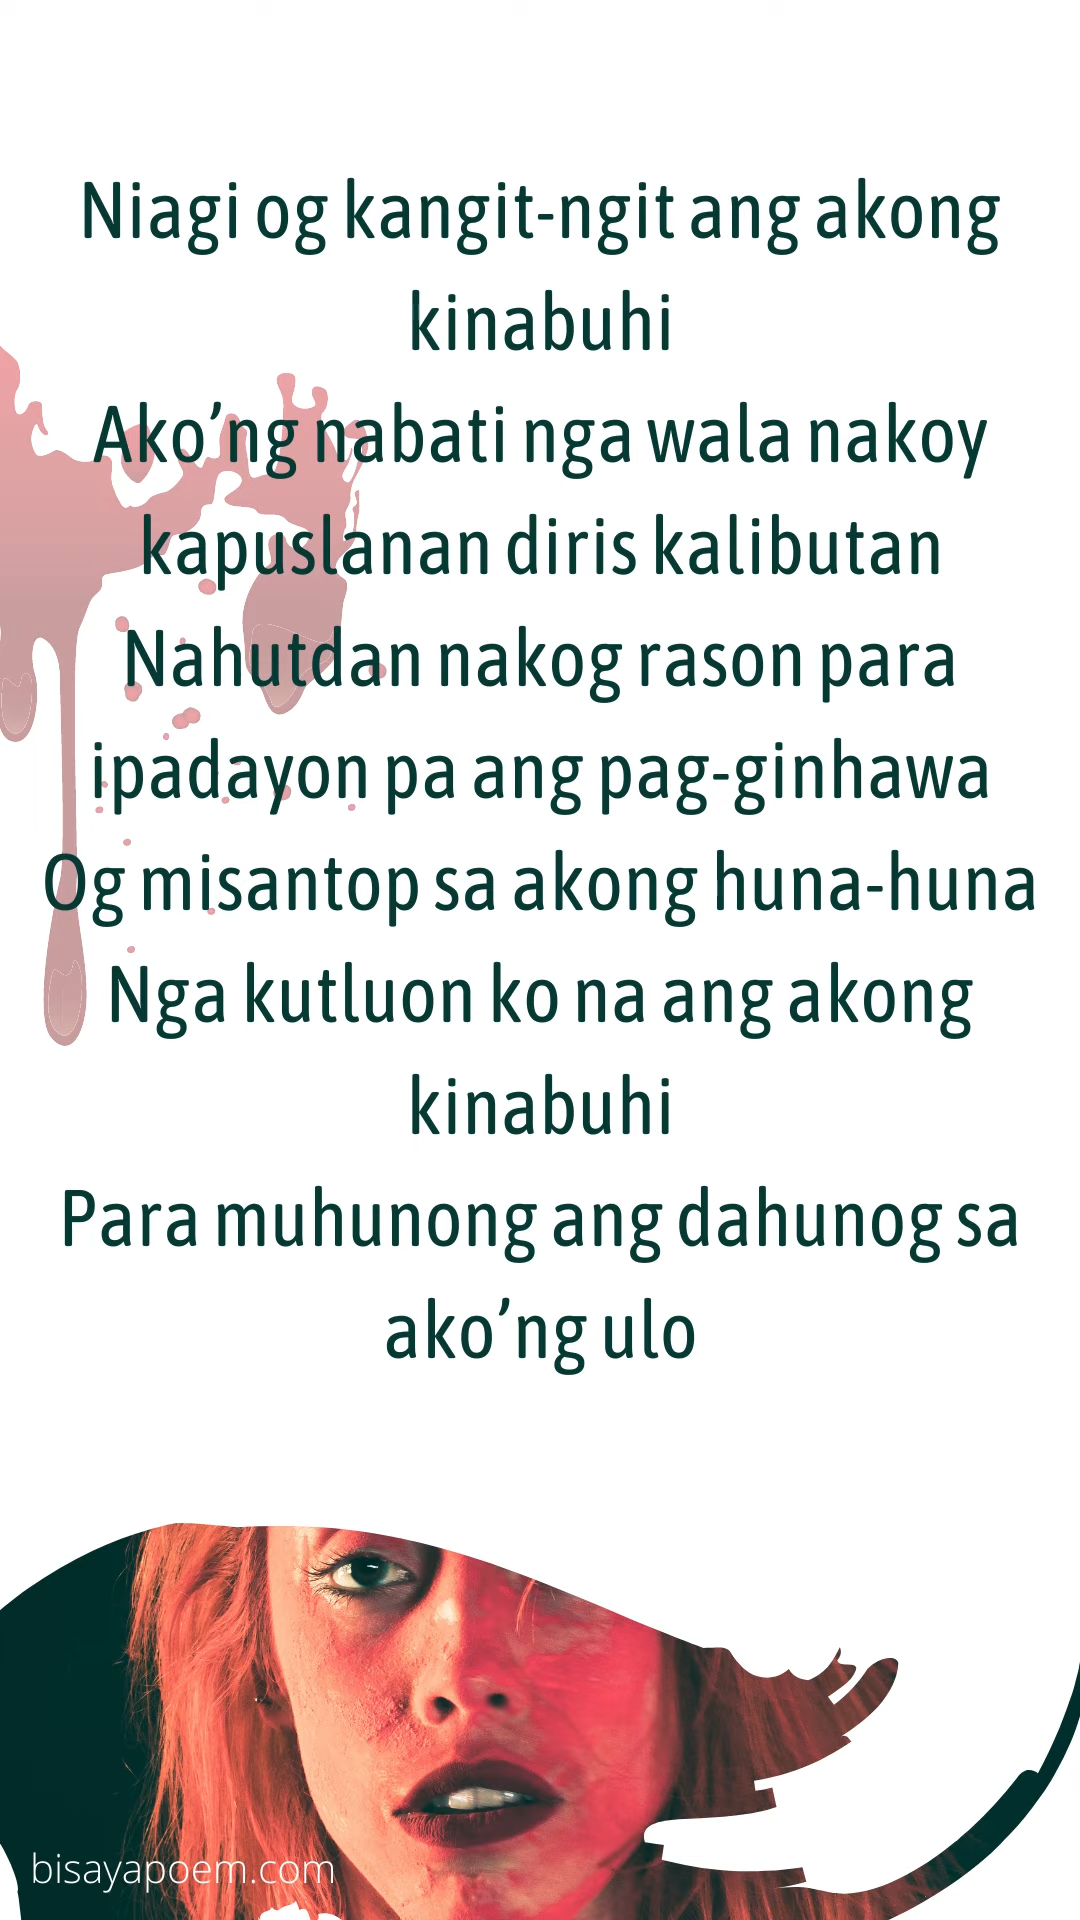 Niagi og kangit-ngit ang akong
kinabuhi
Ako’ng nabati nga wala nakoy
kapuslanan diris kalibutan
Nahutdan nakog rason para
ipadayon pa ang pag-ginhawa
Og misantop sa akong huna-huna
Nga kutluon ko na ang akong
kinabuhi
Para muhunong ang dahunog sa
ako’ng ulo
bisayapoem.com